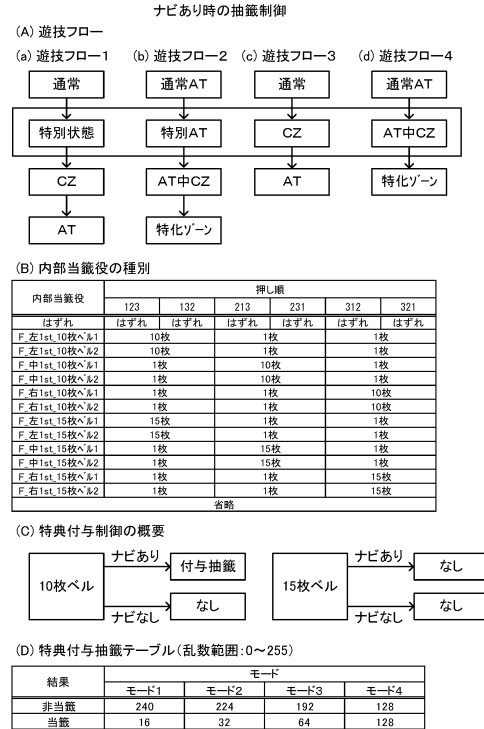 ナビあり時の抽籤制御
(A) 遊技フロー
(a) 遊技フロー1 (b) 遊技フロー2 (c) 遊技フロー3 (d) 遊技フロー4
通常 通常AT 通常 通常AT
特別状態 特別AT CZ AT中CZ
CZ AT中CZ AT 特化ゾーン
AT 特化ゾーン
(B) 内部当籤役の種別
内部当籤役 押し順
123 132 213 231 312 321
はずれ はずれ はずれ はずれ はずれ はずれ はずれ
F_左1st_10枚ベル1 10枚 1枚 1枚
F_左1st_10枚ベル2 10枚 1枚 1枚
F_中1st_10枚ベル1 1枚 10枚 1枚
F_中1st_10枚ベル2 1枚 10枚 1枚
F_右1st_10枚ベル1 1枚 1枚 10枚
F_右1st_10枚ベル2 1枚 1枚 10枚
F_左1st_15枚ベル1 15枚 1枚 1枚
F_左1st_15枚ベル2 15枚 1枚 1枚
F_中1st_15枚ベル1 1枚 15枚 1枚
F_中1st_15枚ベル2 1枚 15枚 1枚
F_右1st_15枚ベル1 1枚 1枚 15枚
F_右1st_15枚ベル2 1枚 1枚 15枚
省略
(C) 特典付与制御の概要
10枚ベル ナビあり 付与抽籤 ナビなし なし
15枚ベル ナビあり なし ナビなし なし
(D) 特典付与抽籤テーブル(乱数範囲:0~255)
結果 モード
モード1 モード2 モード3 モード4
非当籤 240 224 192 128
当籤 16 32 64 128